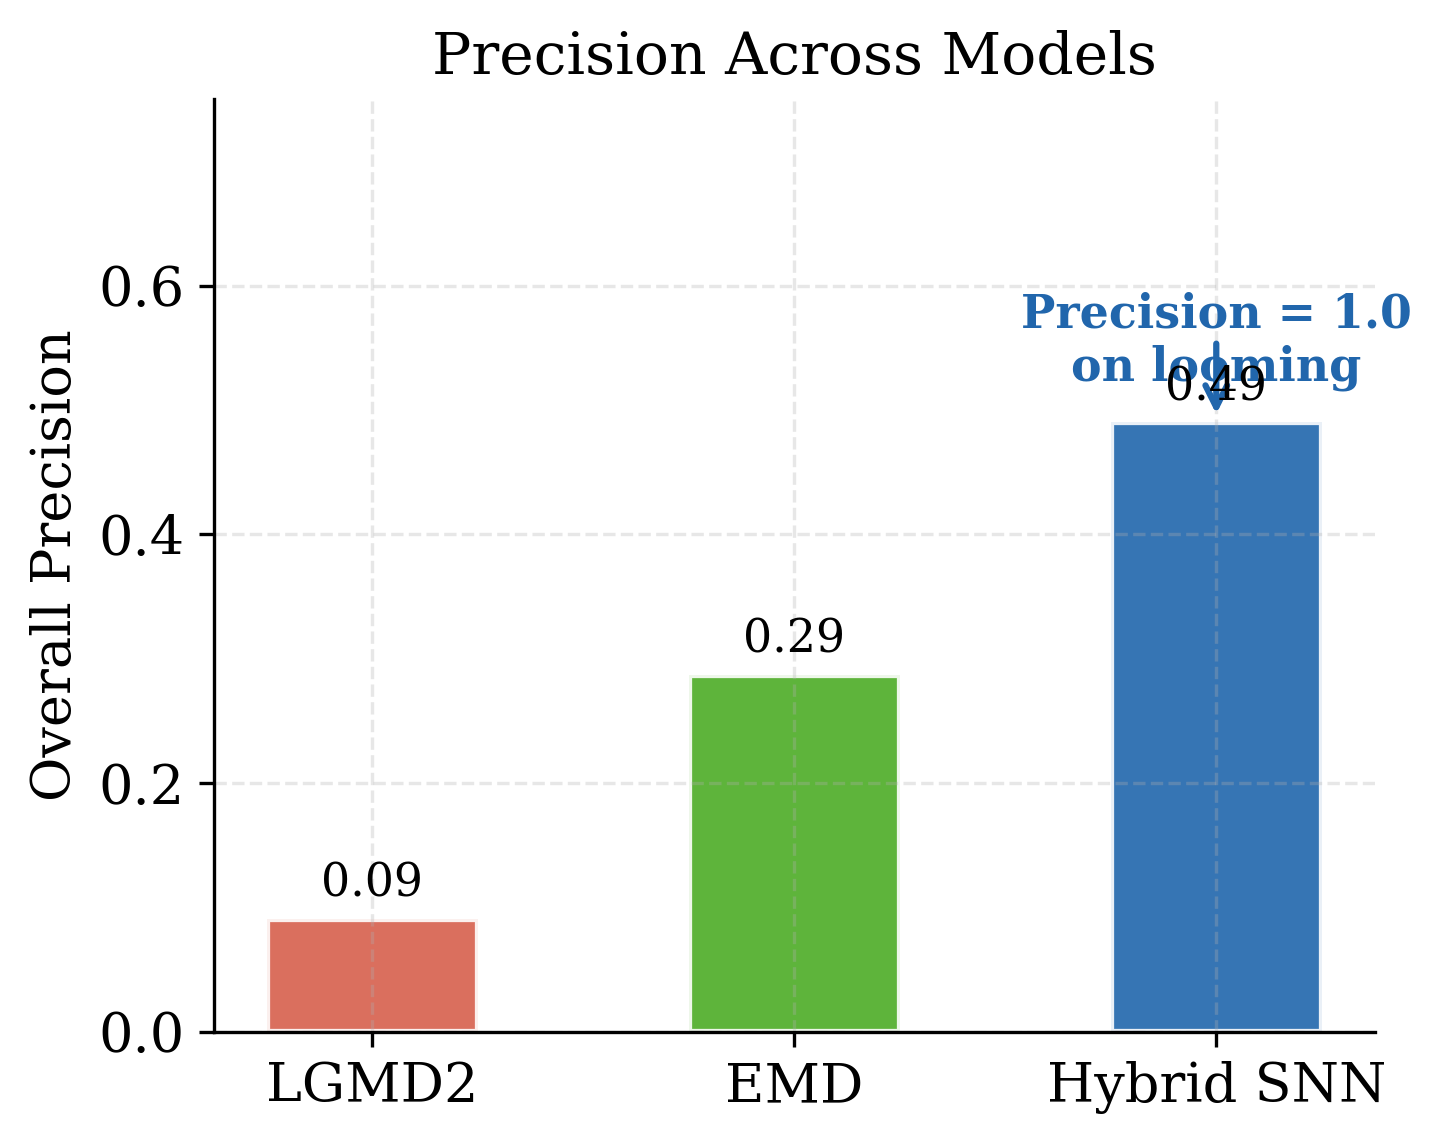 Precision Across Models
Overall Precision
0.6
0.4
0.2
0.0
Precision = 1.0
on looming
0.49
0.29
0.09
LGMD2
EMD
Hybrid SNN